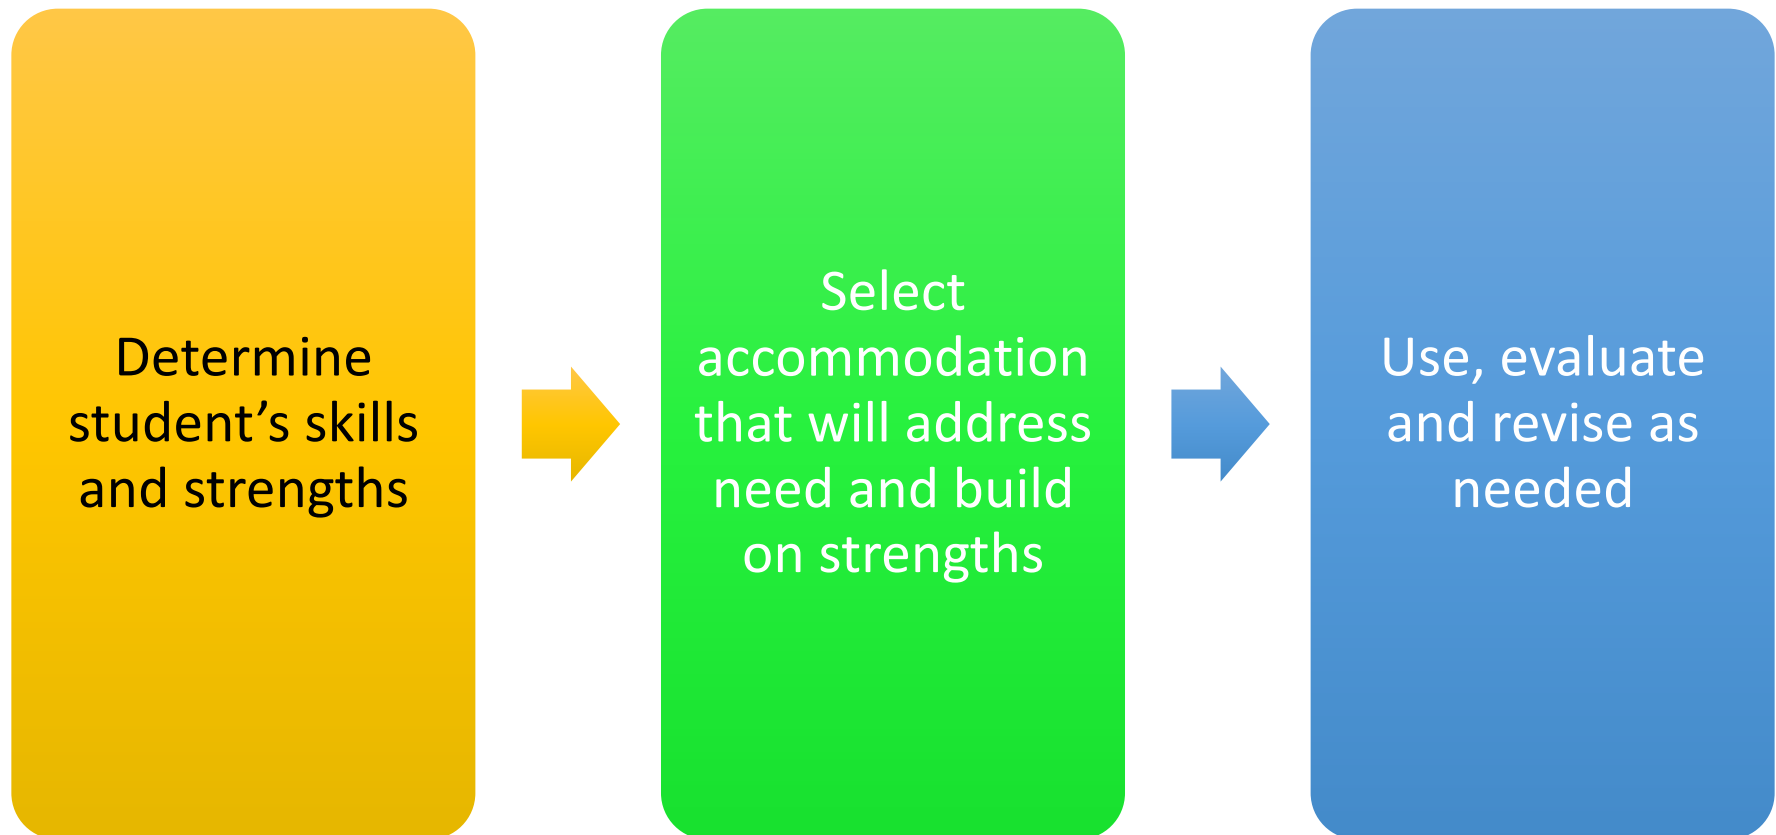 Determine
student’s skills
and strengths
Select
accommodation
that will address
need and build
on strengths
Use, evaluate
and revise as
needed